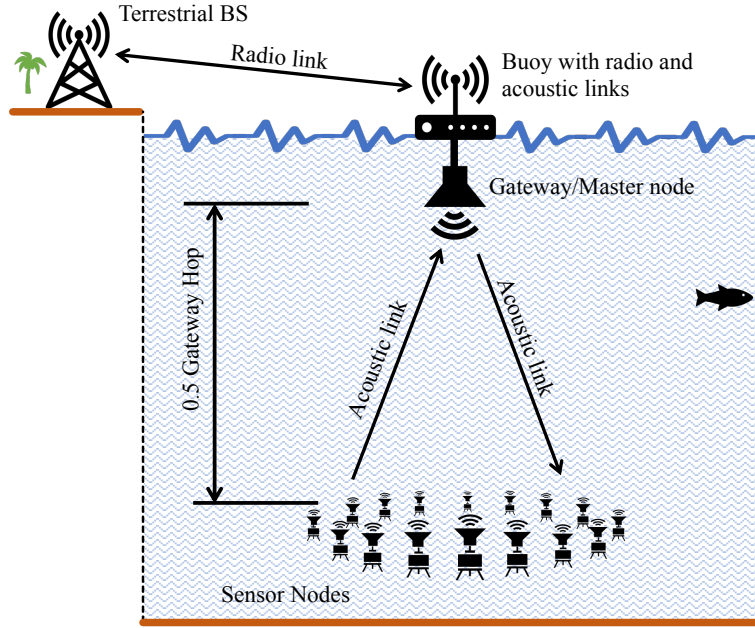 Terrestrial BS
Radio link
Buoy with radio and
acoustic links
Gateway/Master node
0.5 Gateway Hop
Acoustic link
Acoustic link
Sensor Nodes